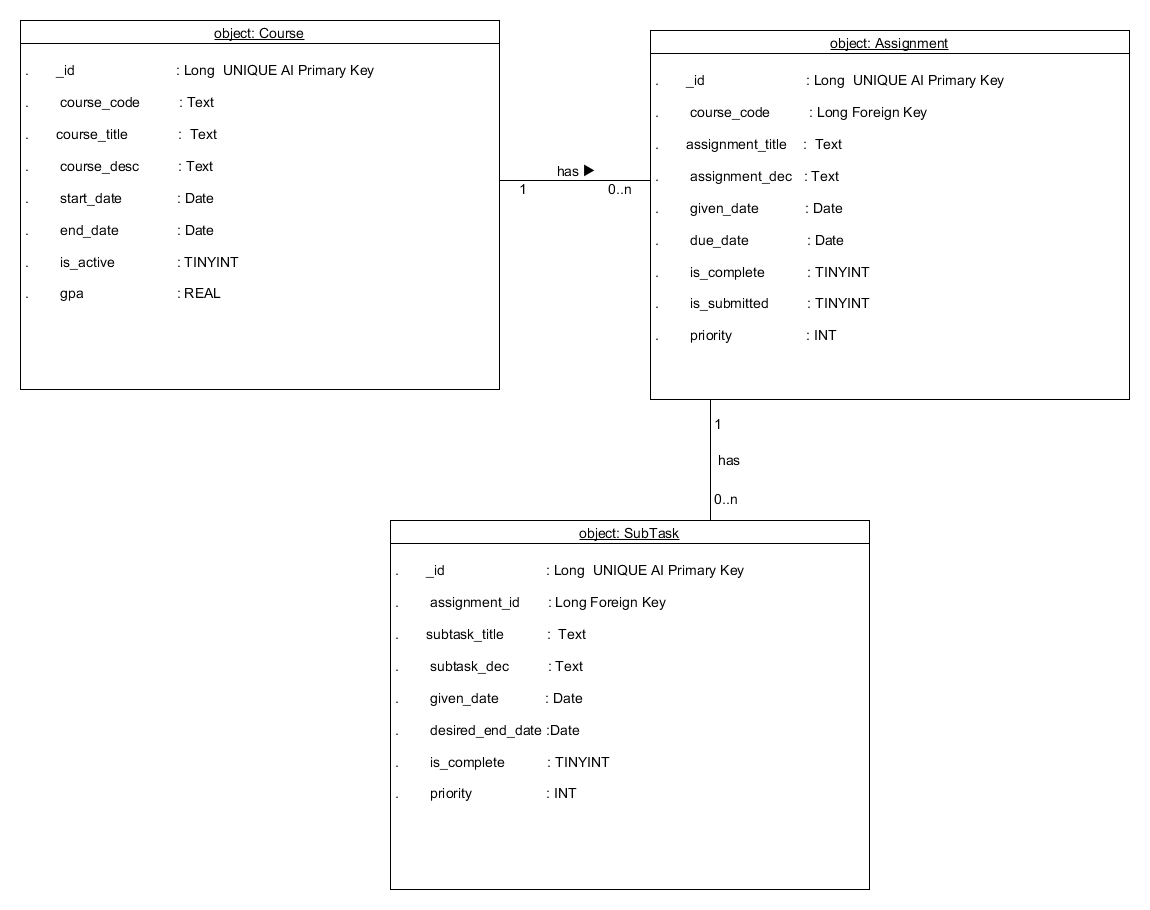 object: Course
. _id : Long UNIQUE AI Primary Key
. course_code : Text
. course_title : Text
. course_desc : Text
. start_date : Date
. end_date : Date
. is_active : TINYINT
. gpa : REAL
has ▶
1 0..n
object: Assignment
. _id : Long UNIQUE AI Primary Key
. course_code : Long Foreign Key
. assignment_title : Text
. assignment_dec : Text
. given_date : Date
. due_date : Date
. is_complete : TINYINT
. is_submitted : TINYINT
. priority : INT
1
has
0..n
object: SubTask
. _id : Long UNIQUE AI Primary Key
. assignment_id : Long Foreign Key
. subtask_title : Text
. subtask_dec : Text
. given_date : Date
. desired_end_date :Date
. is_complete : TINYINT
. priority : INT